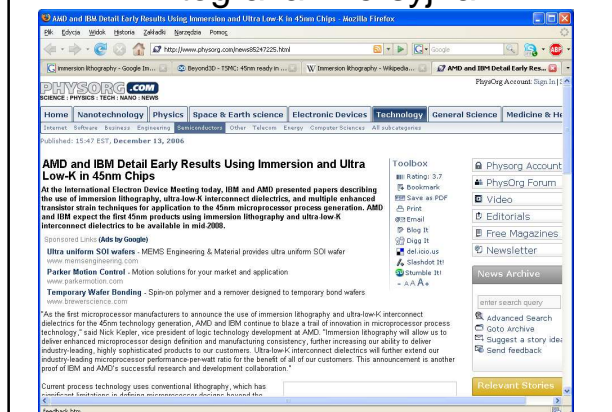 AMD and IBM Detail Early Results Using Immersion and Ultra Low-K in 45nm Chips - Mozilla Firefox
Plik Edycja Widok Historia Zakładki Narzędzia Pomoc
http://www.physorg.com/news85247225.html
Google
immersion lithography - Google Im...
Beyond3D - TSMC: 45nm ready in ...
Immersion lithography - Wikipedia...
AMD and IBM Detail Early Res...
PHYSORG.COM
SCIENCE : PHYSICS : TECH : NANO : NEWS
PhysOrg Account: Sign In
Home Nanotechnology Physics Space & Earth science Electronic Devices Technology General Science Medicine & He
Internet Software Business Engineering Semiconductors Other Telecom Energy Computer Sciences All subcategories
Published: 15:47 EST, December 13, 2006
AMD and IBM Detail Early Results Using Immersion and Ultra
Low-K in 45nm Chips
At the International Electron Device Meeting today, IBM and AMD presented papers describing
the use of immersion lithography, ultra-low-K interconnect dielectrics, and multiple enhanced
transistor strain techniques for application to the 45nm microprocessor process generation. AMD
and IBM expect the first 45nm products using immersion lithography and ultra-low-K
interconnect dielectrics to be available in mid-2008.
Sponsored Links (Ads by Google)
Ultra uniform SOI wafers - MEMS Engineering & Material provides ultra uniform SOI wafer
www.memsengineering.com
Parker Motion Control - Motion solutions for your market and application
www.parkermotion.com
Temporary Wafer Bonding - Spin-on polymer and a remover designed to temporary bond wafers
www.brewerscience.com
"As the first microprocessor manufacturers to announce the use of immersion lithography and ultra-low-K interconnect
dielectrics for the 45nm technology generation, AMD and IBM continue to blaze a trail of innovation in microprocessor process
technology," said Nick Kepler, vice president of logic technology development at AMD. "Immersion lithography will allow us to
deliver enhanced microprocessor design definition and manufacturing consistency, further increasing our ability to deliver
industry-leading, highly sophisticated products to our customers. Ultra-low-K interconnect dielectrics will further extend our
industry-leading microprocessor performance-per-watt ratio for the benefit of all of our customers. This announcement is another
proof of IBM and AMD's successful research and development collaboration."
Current process technology uses conventional lithography, which has
significant limitations in defining microprocessor designs beyond the
Toolbox
Rating: 3.7
Bookmark
Save as PDF
Print
Email
Blog It
Digg It
del.icio.us
Slashdot It!
Stumble It!
- A A A +
Physorg Account
PhysOrg Forum
Video
Editorials
Free Magazines
Newsletter
News Archive
enter search query
Advanced Search
Goto Archive
Suggest a story idea
Send feedback
Relevant Stories
feedback.htm